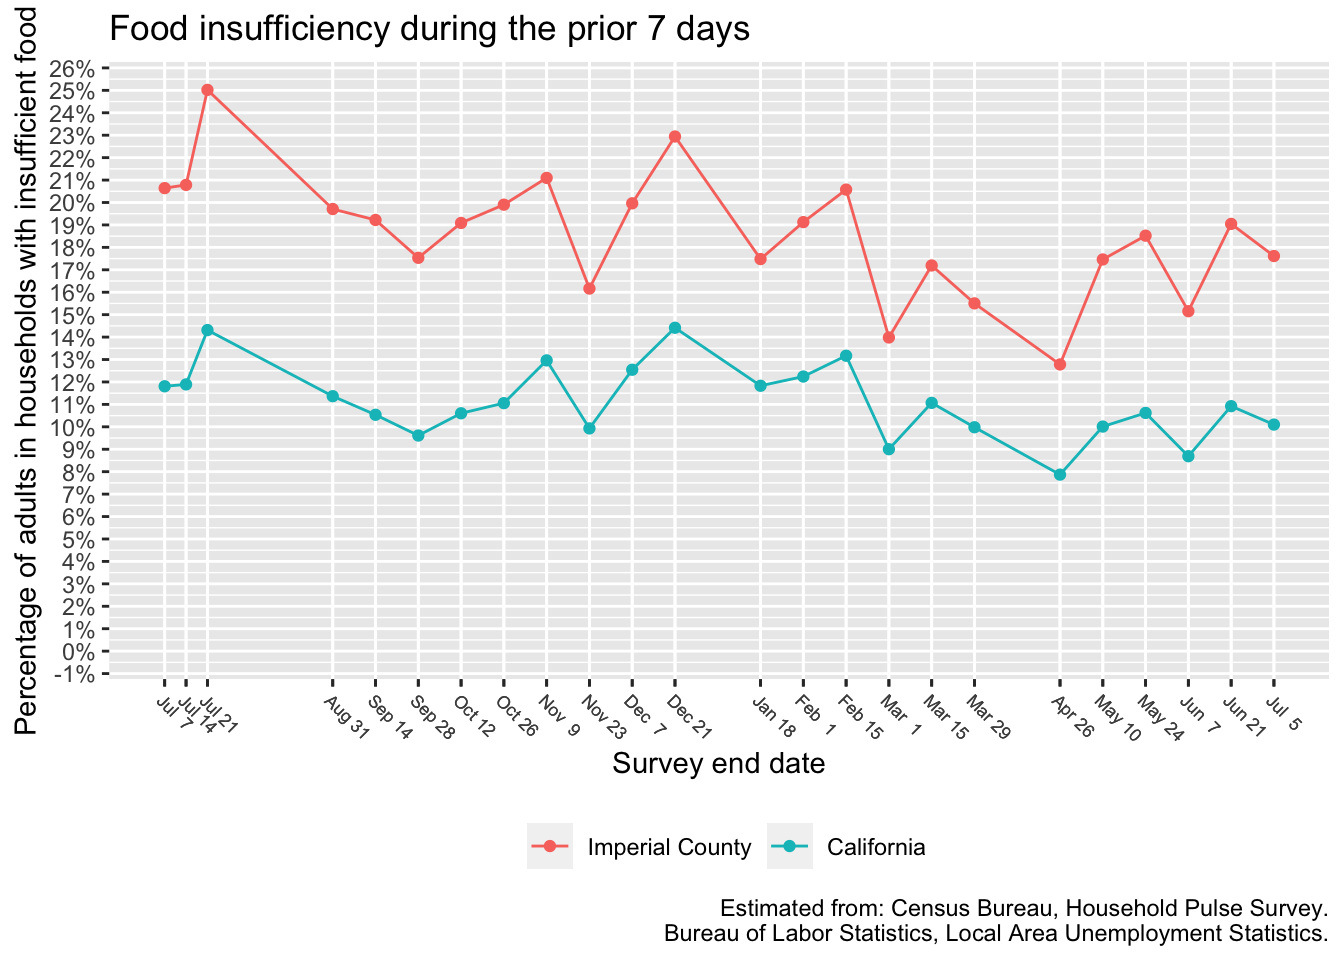 Food insufficiency during the prior 7 days
Percentage of adults in households with insufficient food
26%
25%
24%
23%
22%
21%
20%
19%
18%
17%
16%
15%
14%
13%
12%
11%
10%
9%
8%
7%
6%
5%
4%
3%
2%
1%
0%
-1%
Jul 7
Jul 14
Jul 21
Aug 31
Sep 14
Sep 28
Oct 12
Oct 26
Nov 9
Nov 23
Dec 7
Dec 21
Jan 18
Feb 1
Feb 15
Mar 1
Mar 15
Mar 29
Apr 26
May 10
May 24
Jun 7
Jun 21
Jul 5
Survey end date
Imperial County
California
Estimated from: Census Bureau, Household Pulse Survey.
Bureau of Labor Statistics, Local Area Unemployment Statistics.